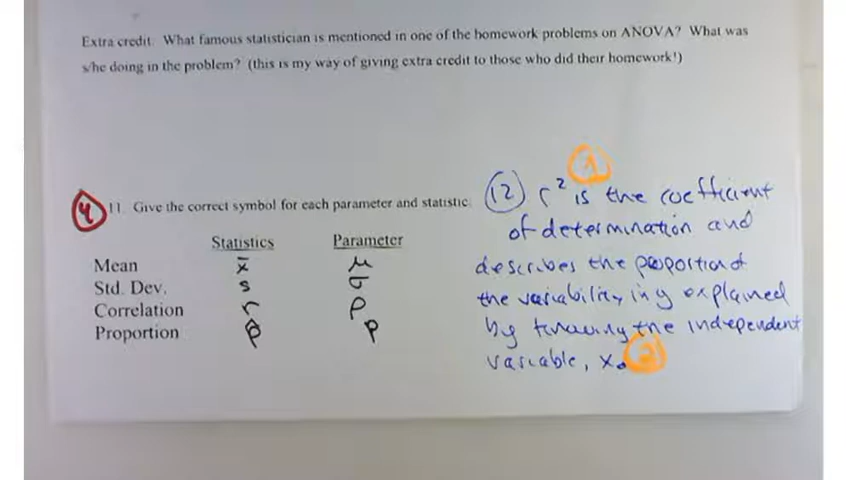 Extra credit. What famous statistician is mentioned in one of the homework problems on ANOVA? What was
s/he doing in the problem? (this is my way of giving extra credit to those who did their homework!)
4 11. Give the correct symbol for each parameter and statistic.
Statistics Parameter
Mean x̄ μ
Std. Dev. s σ
Correlation r ρ
Proportion p̂ p
1
12 r² is the coefficient
of determination and
describes the proportion of
the variability in y explained
by knowing the independent
variable, x. 2